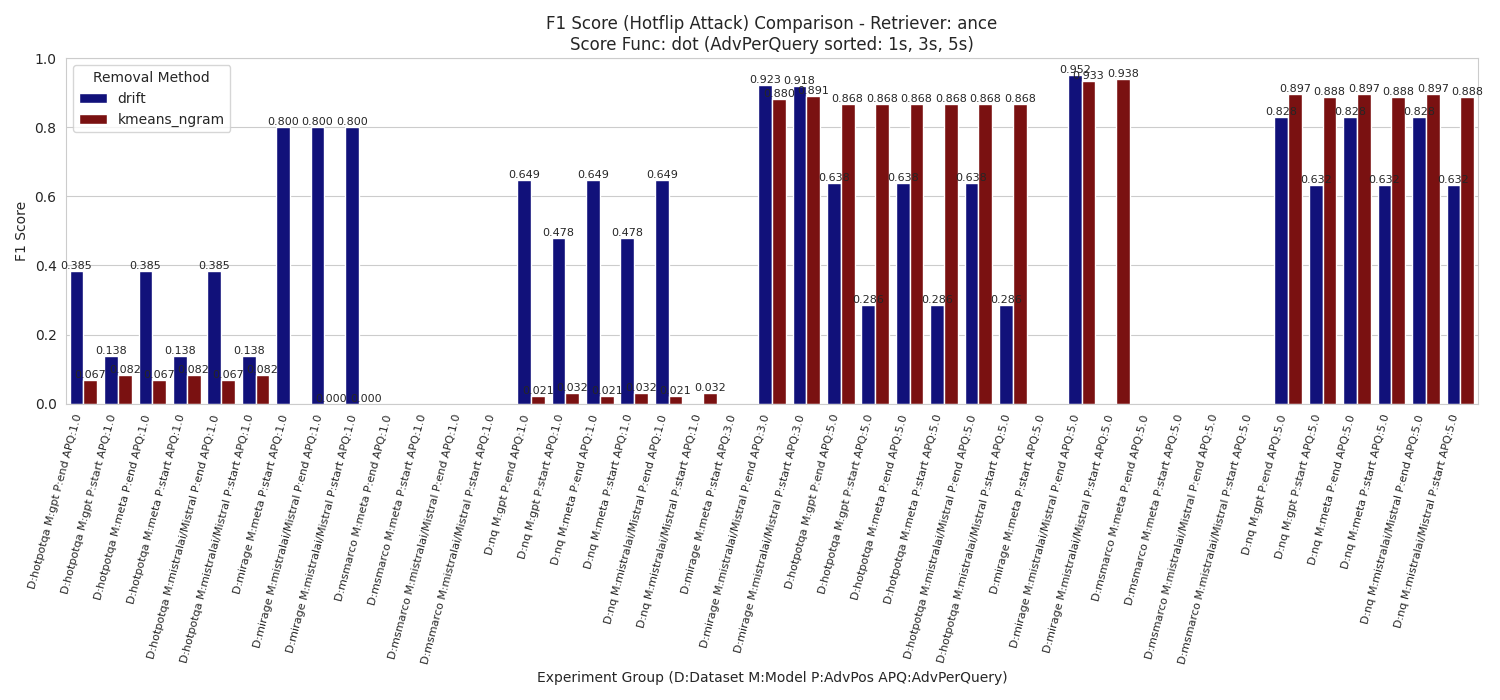 F1 Score (Hotflip Attack) Comparison - Retriever: ance
Score Func: dot (AdvPerQuery sorted: 1s, 3s, 5s)
Removal Method
drift
kmeans_ngram
F1 Score
1.0
0.8
0.6
0.4
0.2
0.0
0.385
0.138
0.082
0.385
0.138
0.082
0.385
0.138
0.082
0.800
0.800
0.800
0.649
0.478
0.032
0.649
0.478
0.032
0.649
0.032
0.923
0.918
0.891
0.868
0.868
0.868
0.868
0.868
0.868
0.952
0.933
0.938
0.897
0.888
0.897
0.888
0.897
0.888
D:hotpotqa M:gpt P:end APQ:1.0
D:hotpotqa M:gpt P:start APQ:1.0
D:hotpotqa M:meta P:end APQ:1.0
D:hotpotqa M:meta P:start APQ:1.0
D:hotpotqa M:mistralai/Mistral P:end APQ:1.0
D:hotpotqa M:mistralai/Mistral P:start APQ:1.0
D:mirage M:meta P:start APQ:1.0
D:mirage M:mistralai/Mistral P:end APQ:1.0
D:mirage M:mistralai/Mistral P:start APQ:1.0
D:msmarco M:meta P:end APQ:1.0
D:msmarco M:meta P:start APQ:1.0
D:msmarco M:mistralai/Mistral P:end APQ:1.0
D:msmarco M:mistralai/Mistral P:start APQ:1.0
D:nq M:gpt P:end APQ:1.0
D:nq M:gpt P:start APQ:1.0
D:nq M:meta P:end APQ:1.0
D:nq M:meta P:start APQ:1.0
D:nq M:mistralai/Mistral P:end APQ:1.0
D:nq M:mistralai/Mistral P:start APQ:1.0
D:mirage M:meta P:start APQ:3.0
D:mirage M:mistralai/Mistral P:end APQ:3.0
D:mirage M:mistralai/Mistral P:start APQ:3.0
D:hotpotqa M:gpt P:end APQ:5.0
D:hotpotqa M:gpt P:start APQ:5.0
D:hotpotqa M:meta P:end APQ:5.0
D:hotpotqa M:meta P:start APQ:5.0
D:hotpotqa M:mistralai/Mistral P:end APQ:5.0
D:hotpotqa M:mistralai/Mistral P:start APQ:5.0
D:mirage M:meta P:start APQ:5.0
D:mirage M:mistralai/Mistral P:end APQ:5.0
D:mirage M:mistralai/Mistral P:start APQ:5.0
D:msmarco M:meta P:end APQ:5.0
D:msmarco M:meta P:start APQ:5.0
D:msmarco M:mistralai/Mistral P:end APQ:5.0
D:msmarco M:mistralai/Mistral P:start APQ:5.0
D:nq M:gpt P:end APQ:5.0
D:nq M:gpt P:start APQ:5.0
D:nq M:meta P:end APQ:5.0
D:nq M:meta P:start APQ:5.0
D:nq M:mistralai/Mistral P:end APQ:5.0
D:nq M:mistralai/Mistral P:start APQ:5.0
Experiment Group (D:Dataset M:Model P:AdvPos APQ:AdvPerQuery)